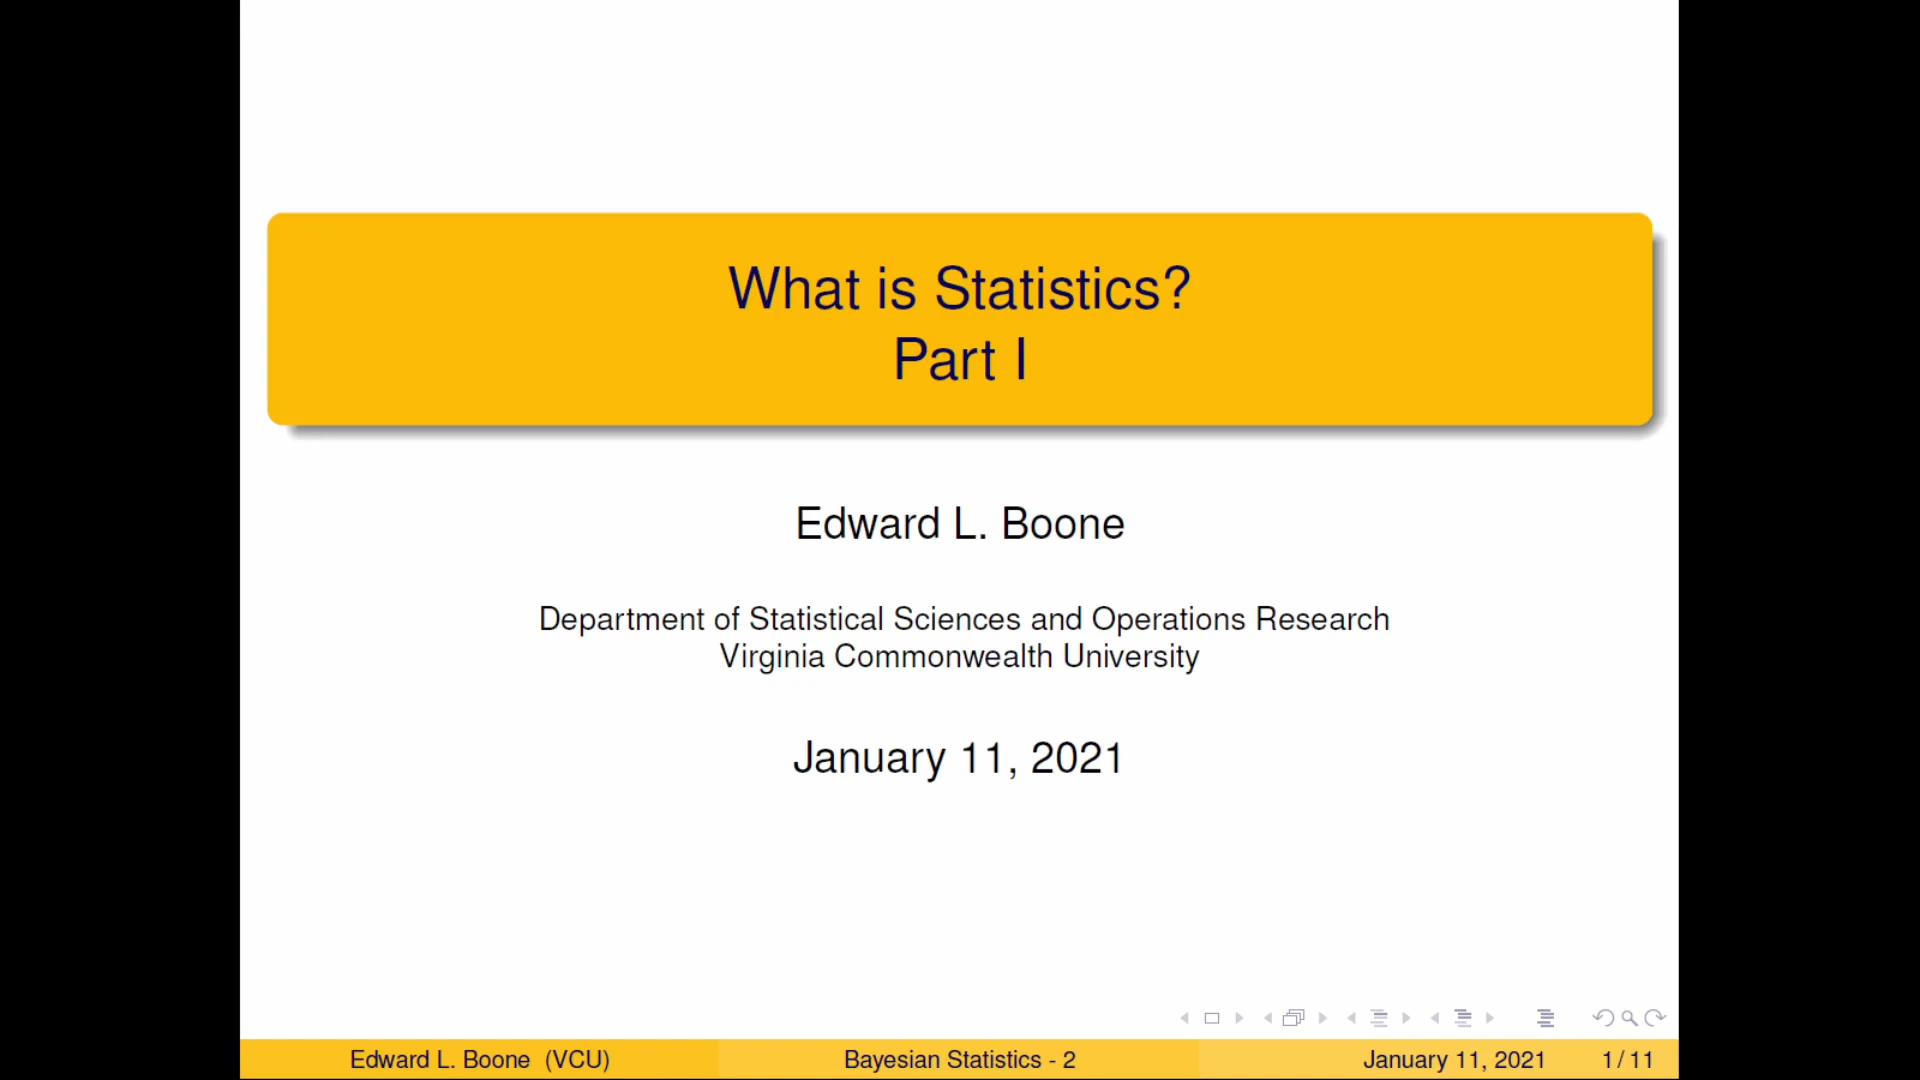 What is Statistics?
Part I
Edward L. Boone
Department of Statistical Sciences and Operations Research
Virginia Commonwealth University
January 11, 2021
Edward L. Boone (VCU)
Bayesian Statistics - 2
January 11, 2021
1 / 11